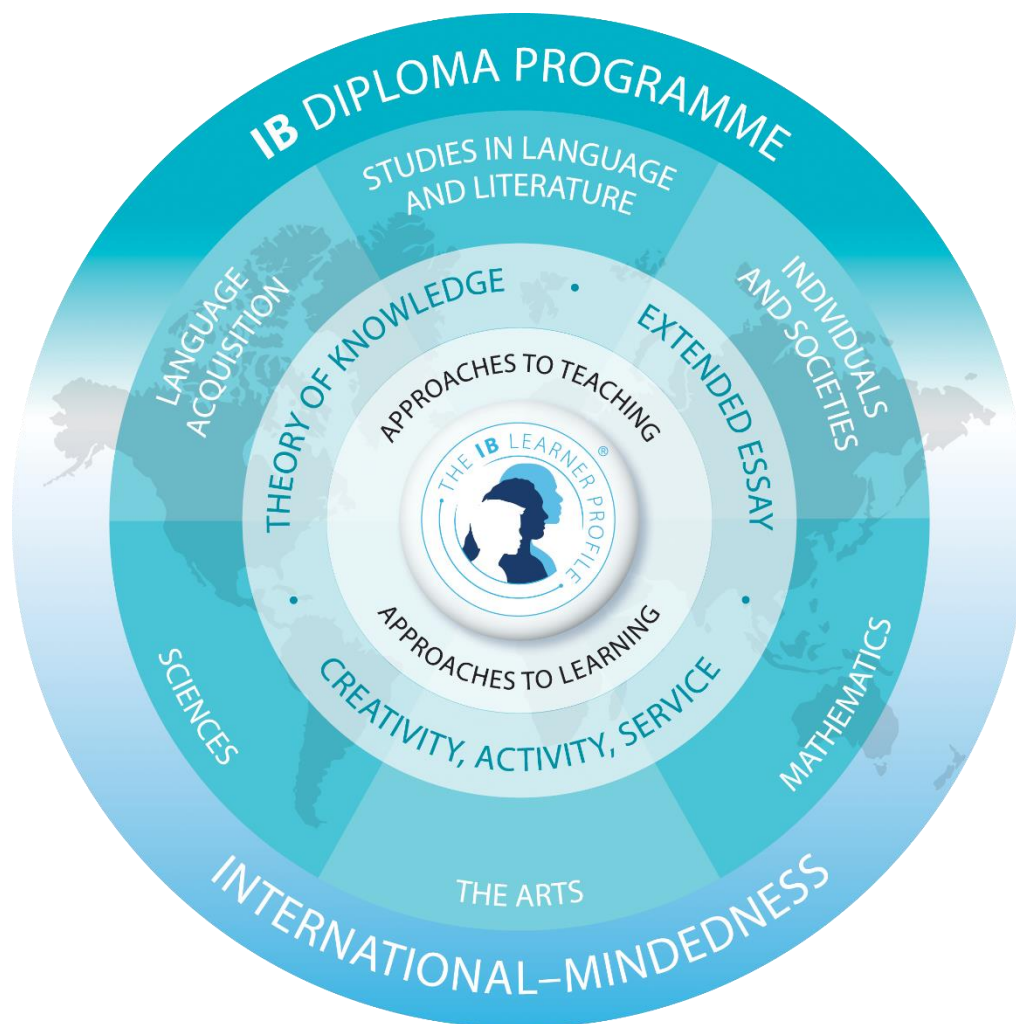 IB DIPLOMA PROGRAMME
STUDIES IN LANGUAGE
AND LITERATURE
LANGUAGE
ACQUISITION
INDIVIDUALS
AND SOCIETIES
THEORY OF KNOWLEDGE
EXTENDED ESSAY
APPROACHES TO TEACHING
THE IB LEARNER PROFILE ®
APPROACHES TO LEARNING
CREATIVITY, ACTIVITY, SERVICE
SCIENCES
MATHEMATICS
THE ARTS
INTERNATIONAL–MINDEDNESS